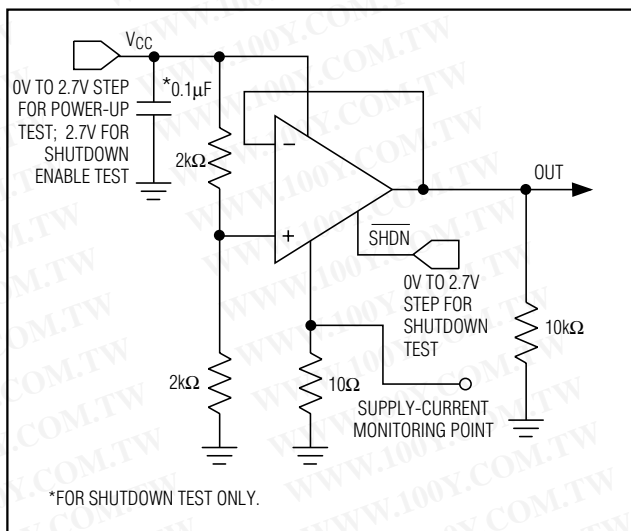 VCC
0V TO 2.7V STEP
FOR POWER-UP
TEST; 2.7V FOR
SHUTDOWN
ENABLE TEST
*0.1µF
2kΩ
2kΩ
−
+
SHDN
0V TO 2.7V
STEP FOR
SHUTDOWN
TEST
OUT
10kΩ
10Ω
SUPPLY-CURRENT
MONITORING POINT
*FOR SHUTDOWN TEST ONLY.
WWW.100Y.COM.TW